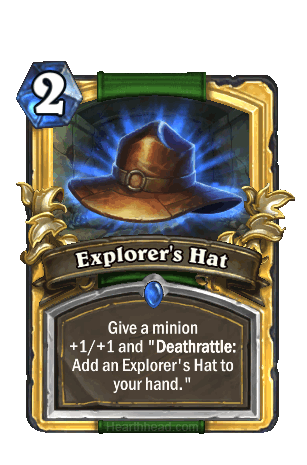 2
Explorer's Hat
Give a minion
+1/+1 and "Deathrattle:
Add an Explorer's Hat to
your hand."
Hearthhead.com